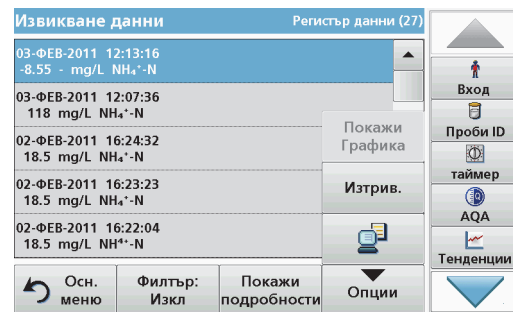 Извикване данни
Регистър данни (27)
03-ФЕВ-2011 12:13:16
-8.55 - mg/L NH₄⁺-N
03-ФЕВ-2011 12:07:36
118 mg/L NH₄⁺-N
02-ФЕВ-2011 16:24:32
18.5 mg/L NH₄⁺-N
02-ФЕВ-2011 16:23:23
18.5 mg/L NH₄⁺-N
02-ФЕВ-2011 16:22:04
18.5 mg/L NH⁴⁺-N
Покажи
Графика
Изтрив.
Осн.
меню
Филтър:
Изкл
Покажи
подробности
Опции
Вход
Проби ID
таймер
AQA
Тенденции